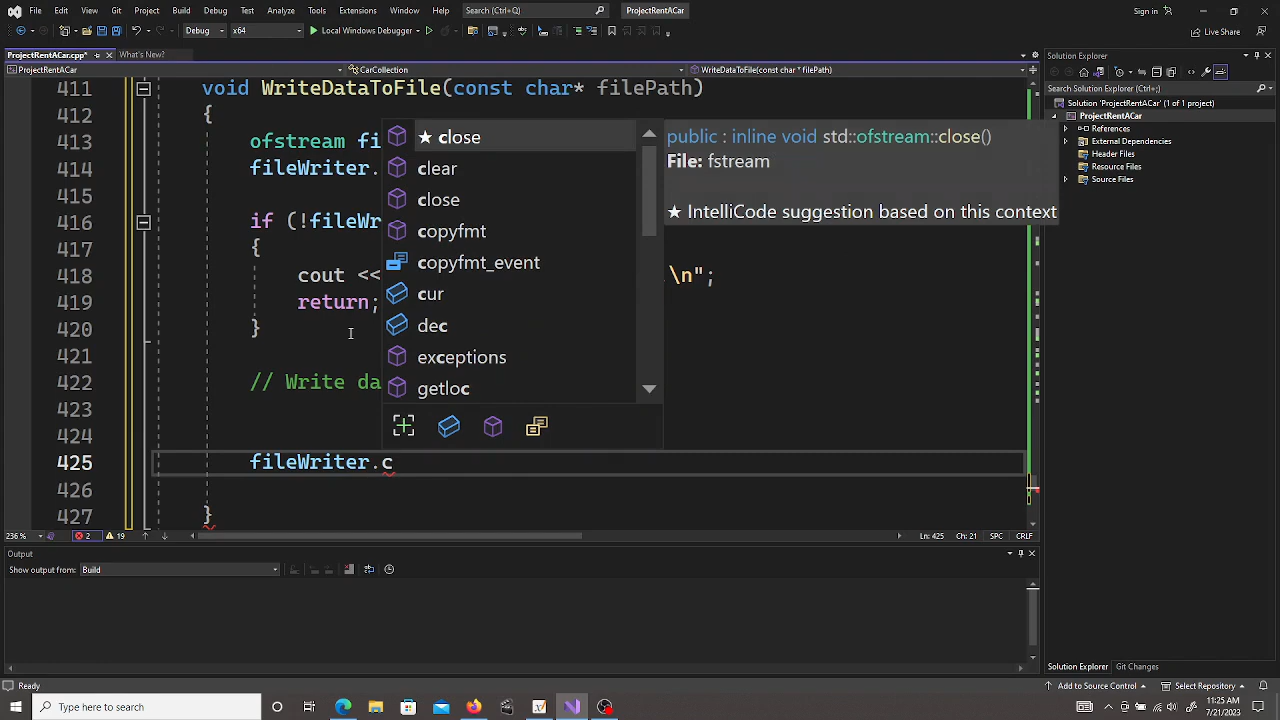 File Edit View Git Project Build Debug Test Analyze Tools Extensions Window Help Search (Ctrl+Q) ProjectRentACar Sign in
Debug x64 Local Windows Debugger Live Share
ProjectRentACar.cpp* What's New? Solution Explorer
ProjectRentACar CarCollection WriteDataToFile(const char * filePath)
Search Solution Explorer (Ctrl+;)
Solution 'ProjectRentACar' (1 of 1 project)
ProjectRentACar
References
External Dependencies
Header Files
Resource Files
Source Files
411 void WriteDataToFile(const char* filePath)
412 {
413 ofstream fi
414 fileWriter.
415
416 if (!fileWr
417 {
418 cout << \n";
419 return;
420 }
421
422 // Write da
423
424
425 fileWriter.c
426
427 }
★ close
clear
close
copyfmt
copyfmt_event
cur
dec
exceptions
getloc
public : inline void std::ofstream::close()
File: fstream
★ IntelliCode suggestion based on this context
236 % 2 19 Ln: 425 Ch: 21 SPC CRLF
Output
Show output from: Build
Solution Explorer Git Changes
Ready Add to Source Control Select Repository
Type here to search
11:25 AM
7/21/2023